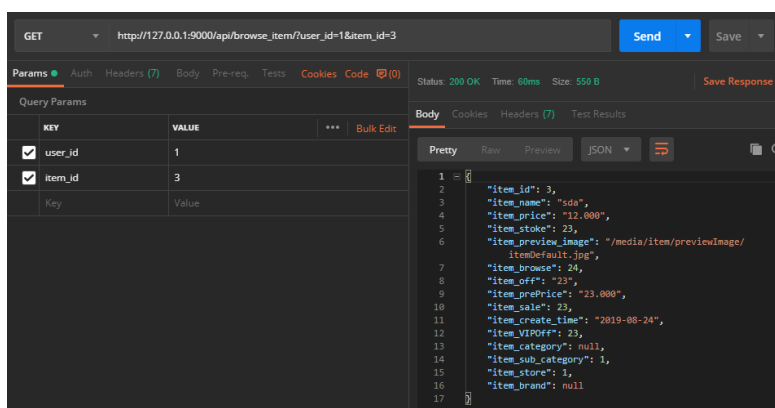 GET http://127.0.0.1:9000/api/browse_item/?user_id=1&item_id=3 Send Save
Params Auth Headers (7) Body Pre-req. Tests Cookies Code (0)
Status: 200 OK Time: 60ms Size: 550 B Save Response
Query Params
KEY VALUE ••• Bulk Edit
user_id 1
item_id 3
Key Value
Body Cookies Headers (7) Test Results
Pretty Raw Preview JSON
1 {
2 "item_id": 3,
3 "item_name": "sda",
4 "item_price": "12.000",
5 "item_stoke": 23,
6 "item_preview_image": "/media/item/previewImage/
itemDefault.jpg",
7 "item_browse": 24,
8 "item_off": "23",
9 "item_prePrice": "23.000",
10 "item_sale": 23,
11 "item_create_time": "2019-08-24",
12 "item_VIPOff": 23,
13 "item_category": null,
14 "item_sub_category": 1,
15 "item_store": 1,
16 "item_brand": null
17 }